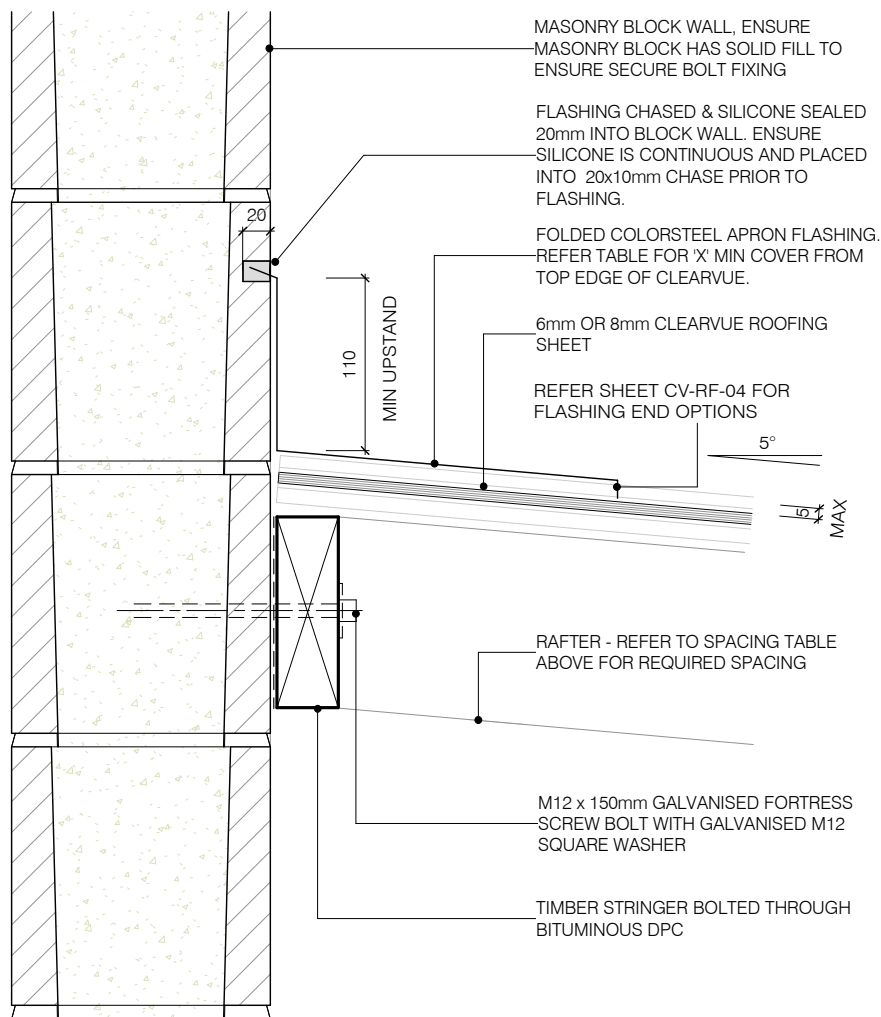 MASONRY BLOCK WALL, ENSURE
MASONRY BLOCK HAS SOLID FILL TO
ENSURE SECURE BOLT FIXING
FLASHING CHASED & SILICONE SEALED
20mm INTO BLOCK WALL. ENSURE
SILICONE IS CONTINUOUS AND PLACED
INTO 20x10mm CHASE PRIOR TO
FLASHING.
20
FOLDED COLORSTEEL APRON FLASHING.
REFER TABLE FOR 'X' MIN COVER FROM
TOP EDGE OF CLEARVUE.
110
MIN UPSTAND
6mm OR 8mm CLEARVUE ROOFING
SHEET
REFER SHEET CV-RF-04 FOR
FLASHING END OPTIONS
5°
5
MAX
RAFTER - REFER TO SPACING TABLE
ABOVE FOR REQUIRED SPACING
M12 x 150mm GALVANISED FORTRESS
SCREW BOLT WITH GALVANISED M12
SQUARE WASHER
TIMBER STRINGER BOLTED THROUGH
BITUMINOUS DPC